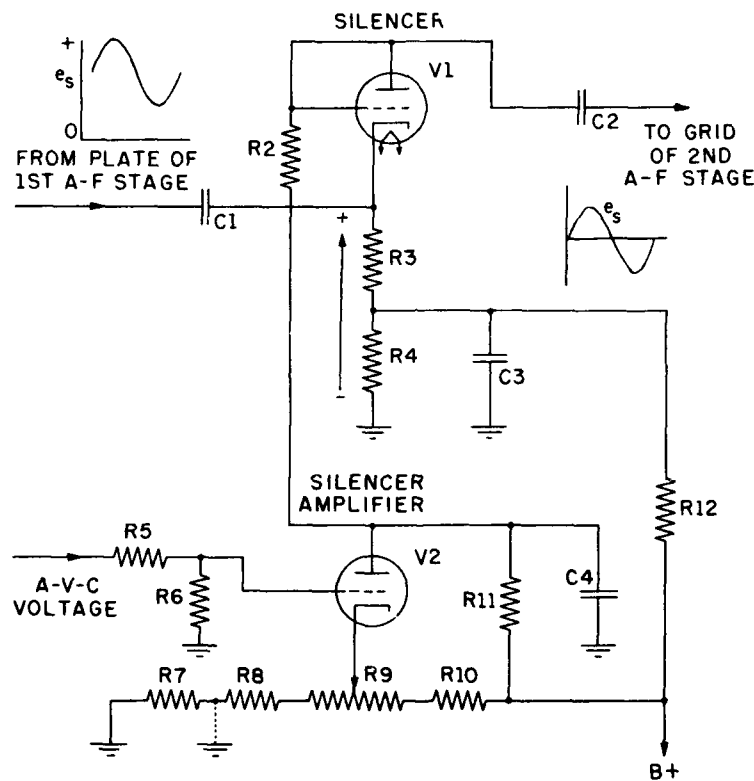 SILENCER
+
e_s
O
V1
FROM PLATE OF
1ST A-F STAGE
R2
C1
C2
TO GRID
OF 2ND
A-F STAGE
+
R3
e_s
R4
-
C3
SILENCER
AMPLIFIER
R12
R5
V2
A-V-C
VOLTAGE
R6
R11
C4
R7
R8
R9
R10
B+